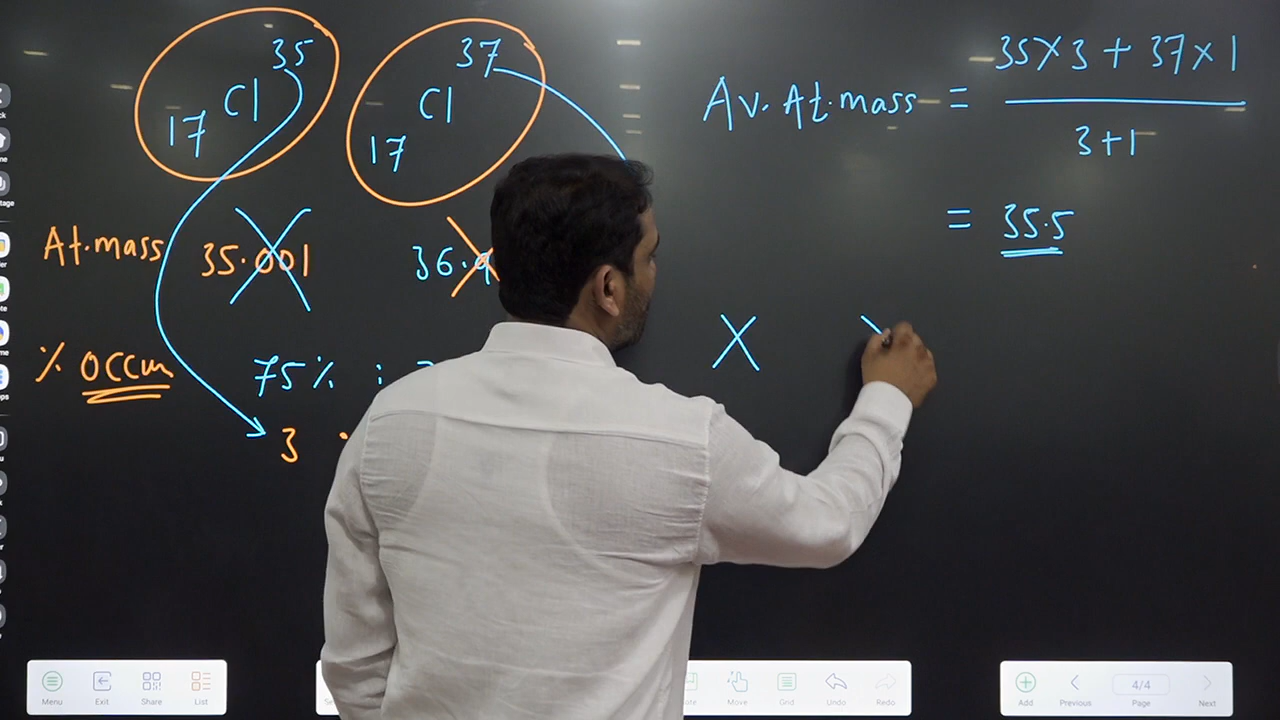 35 37
Cl Cl
17 17
Av. At. mass = 35×3 + 37×1
3+1
= 35.5
At. mass 35.001 36.9
% occun 75% :
3
X
Menu Exit Share List Move Grid Undo Redo Add Previous 4/4 Page Next